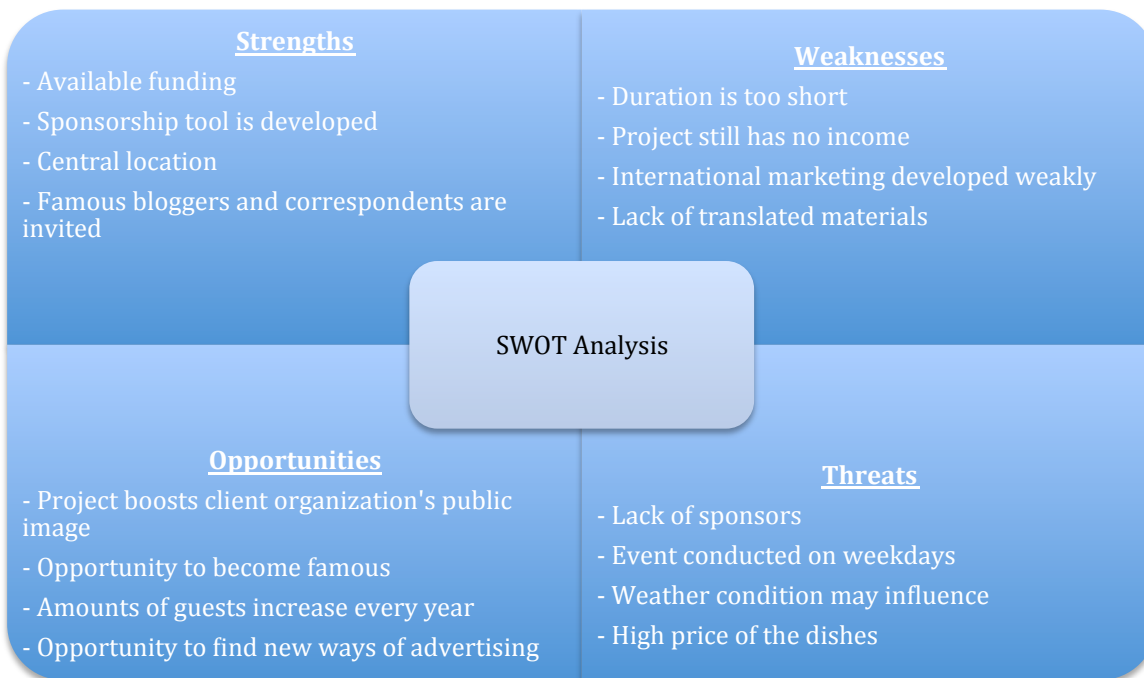 Strengths
- Available funding
- Sponsorship tool is developed
- Central location
- Famous bloggers and correspondents are
invited
Weaknesses
- Duration is too short
- Project still has no income
- International marketing developed weakly
- Lack of translated materials
SWOT Analysis
Opportunities
- Project boosts client organization's public
image
- Opportunity to become famous
- Amounts of guests increase every year
- Opportunity to find new ways of advertising
Threats
- Lack of sponsors
- Event conducted on weekdays
- Weather condition may influence
- High price of the dishes